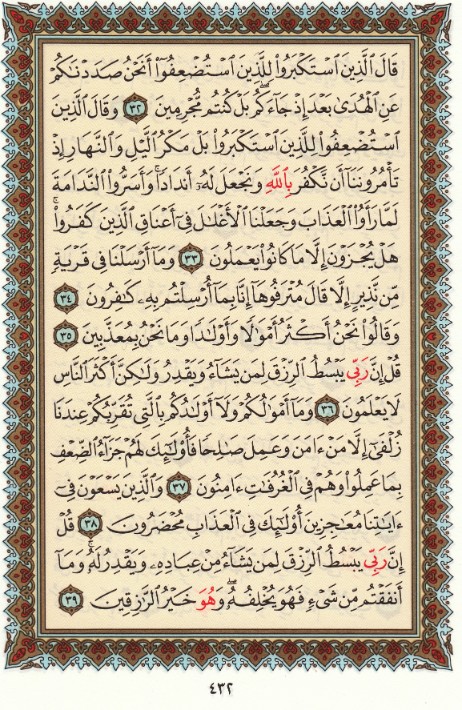 قَالَ ٱلَّذِينَ ٱسۡتَكۡبَرُواْ لِلَّذِينَ ٱسۡتُضۡعِفُوٓاْ أَنَحۡنُ صَدَدۡنَٰكُمۡ
عَنِ ٱلۡهُدَىٰ بَعۡدَ إِذۡ جَآءَكُمۖ بَلۡ كُنتُم مُّجۡرِمِينَ ٣٢ وَقَالَ ٱلَّذِينَ
ٱسۡتُضۡعِفُواْ لِلَّذِينَ ٱسۡتَكۡبَرُواْ بَلۡ مَكۡرُ ٱلَّيۡلِ وَٱلنَّهَارِ إِذۡ
تَأۡمُرُونَنَآ أَن نَّكۡفُرَ بِٱللَّهِ وَنَجۡعَلَ لَهُۥٓ أَندَادٗاۚ وَأَسَرُّواْ ٱلنَّدَامَةَ
لَمَّا رَأَوُاْ ٱلۡعَذَابَ وَجَعَلۡنَا ٱلۡأَغۡلَٰلَ فِيٓ أَعۡنَاقِ ٱلَّذِينَ كَفَرُواْۖ
هَلۡ يُجۡزَوۡنَ إِلَّا مَا كَانُواْ يَعۡمَلُونَ ٣٣ وَمَآ أَرۡسَلۡنَا فِي قَرۡيَةٖ
مِّن نَّذِيرٍ إِلَّا قَالَ مُتۡرَفُوهَآ إِنَّا بِمَآ أُرۡسِلۡتُم بِهِۦ كَٰفِرُونَ ٣٤
وَقَالُواْ نَحۡنُ أَكۡثَرُ أَمۡوَٰلٗا وَأَوۡلَٰدٗا وَمَا نَحۡنُ بِمُعَذَّبِينَ ٣٥
قُلۡ إِنَّ رَبِّي يَبۡسُطُ ٱلرِّزۡقَ لِمَن يَشَآءُ وَيَقۡدِرُ وَلَٰكِنَّ أَكۡثَرَ ٱلنَّاسِ
لَا يَعۡلَمُونَ ٣٦ وَمَآ أَمۡوَٰلُكُمۡ وَلَآ أَوۡلَٰدُكُم بِٱلَّتِي تُقَرِّبُكُمۡ عِندَنَا
زُلۡفَىٰٓ إِلَّا مَنۡ ءَامَنَ وَعَمِلَ صَٰلِحٗا فَأُوْلَٰٓئِكَ لَهُمۡ جَزَآءُ ٱلضِّعۡفِ
بِمَا عَمِلُواْ وَهُمۡ فِي ٱلۡغُرُفَٰتِ ءَامِنُونَ ٣٧ وَٱلَّذِينَ يَسۡعَوۡنَ فِيٓ
ءَايَٰتِنَا مُعَٰجِزِينَ أُوْلَٰٓئِكَ فِي ٱلۡعَذَابِ مُحۡضَرُونَ ٣٨ قُلۡ
إِنَّ رَبِّي يَبۡسُطُ ٱلرِّزۡقَ لِمَن يَشَآءُ مِنۡ عِبَادِهِۦ وَيَقۡدِرُ لَهُۥۚ وَمَآ
أَنفَقۡتُم مِّن شَيۡءٖ فَهُوَ يُخۡلِفُهُۥۖ وَهُوَ خَيۡرُ ٱلرَّٰزِقِينَ ٣٩
٤٣٢